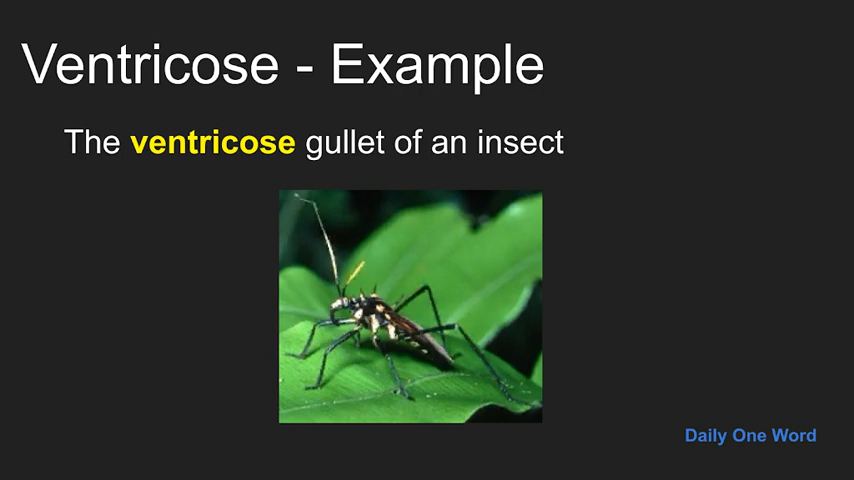 Ventricose - Example
The ventricose gullet of an insect
Daily One Word